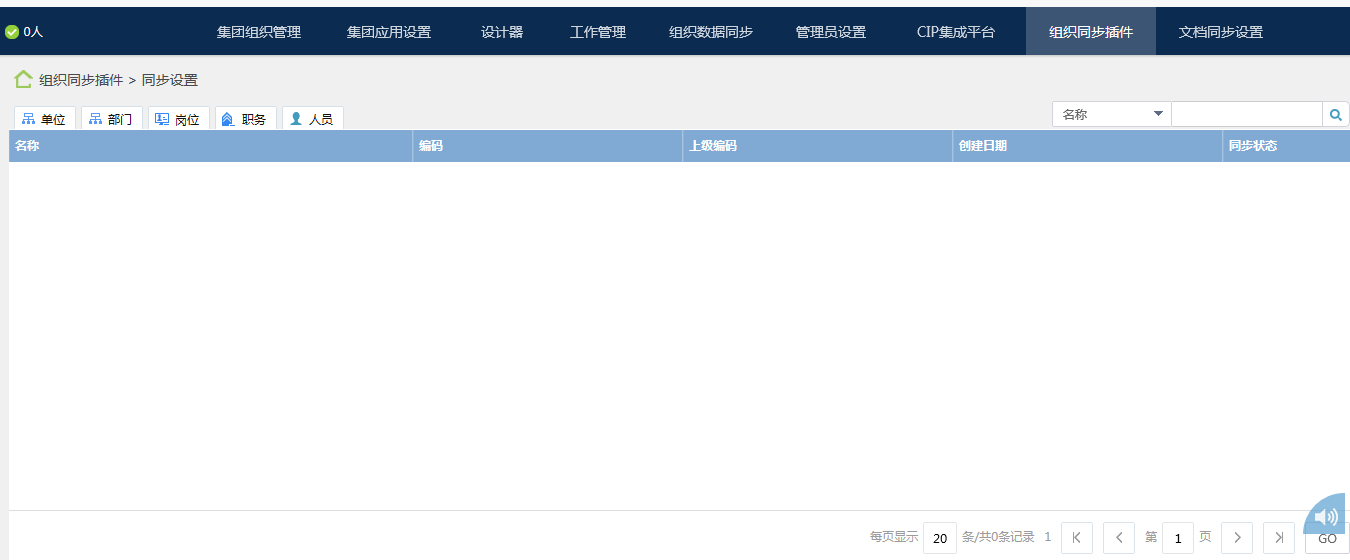 0人 集团组织管理 集团应用设置 设计器 工作管理 组织数据同步 管理员设置 CIP集成平台 组织同步插件 文档同步设置
组织同步插件 > 同步设置
单位 部门 岗位 职务 人员 名称
名称 编码 上级编码 创建日期 同步状态
每页显示 20 条/共0条记录 1 第 1 页 GO